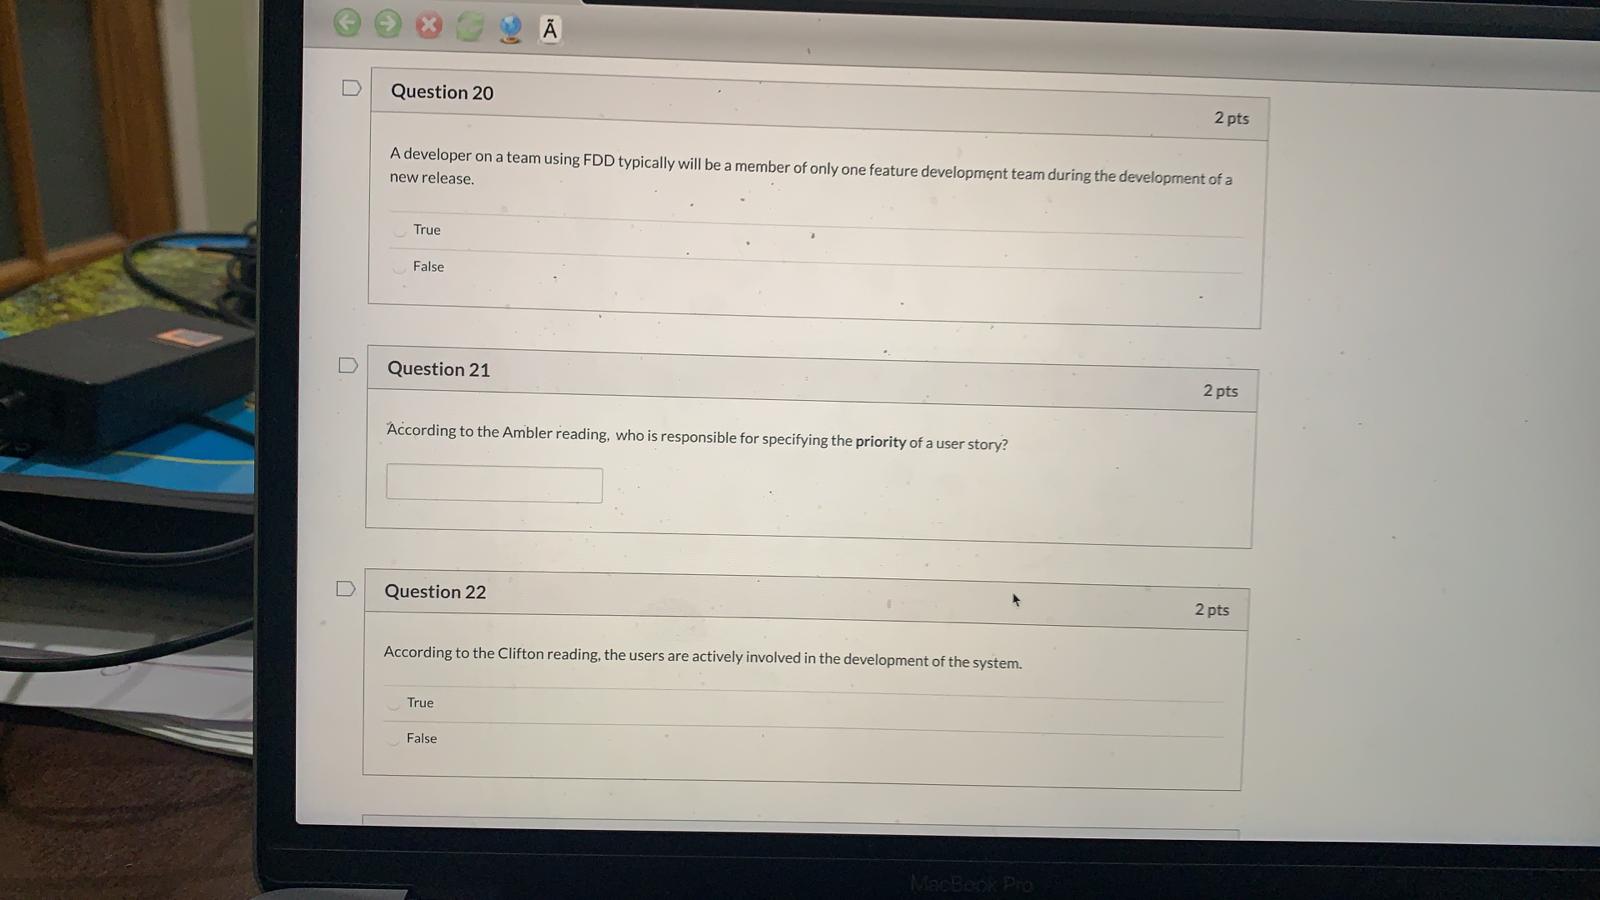 Ã
Question 20
2 pts
A developer on a team using FDD typically will be a member of only one feature development team during the development of a
new release.
True
False
Question 21
2 pts
According to the Ambler reading, who is responsible for specifying the priority of a user story?
Question 22
2 pts
According to the Clifton reading, the users are actively involved in the development of the system.
True
False
MacBook Pro